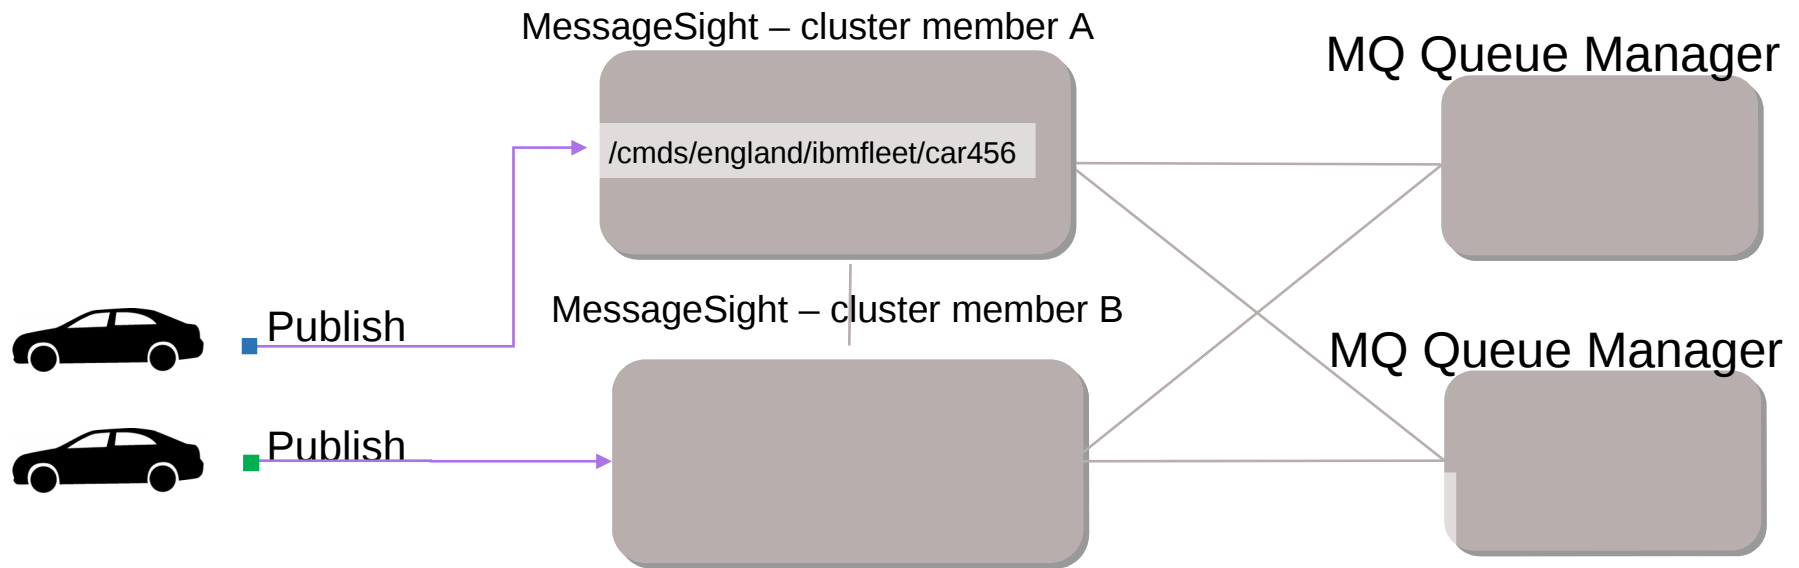 MessageSight – cluster member A
MQ Queue Manager
/cmds/england/ibmfleet/car456
Publish
MessageSight – cluster member B
MQ Queue Manager
Publish